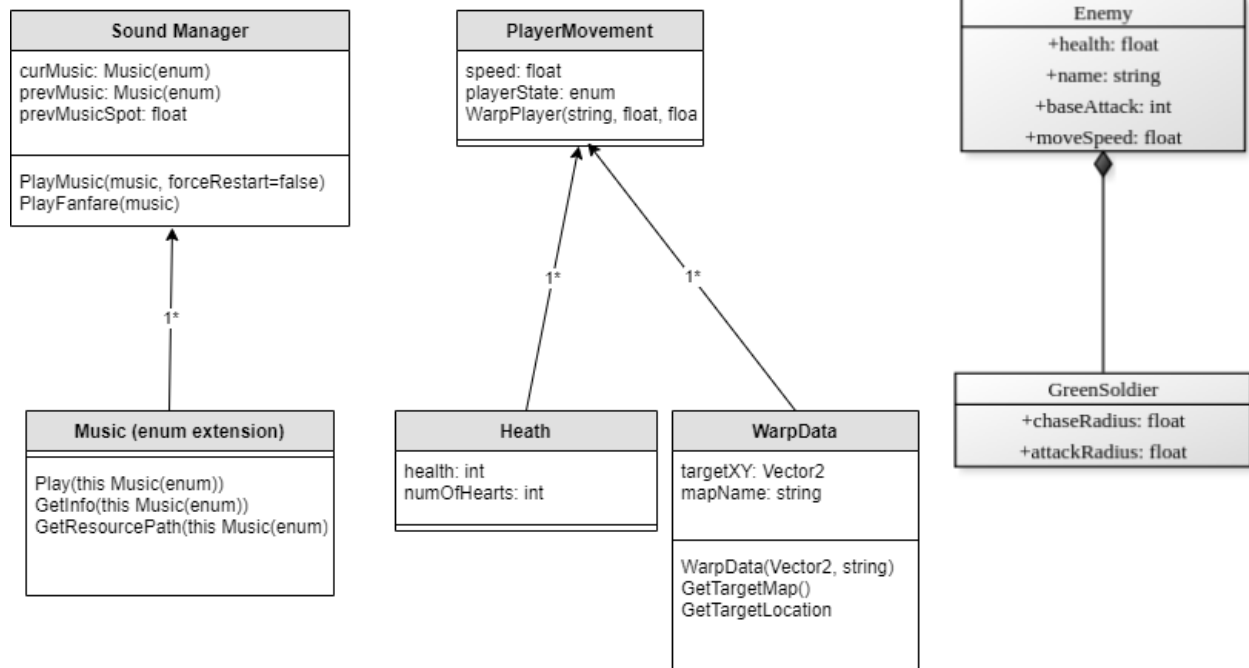 Sound Manager
curMusic: Music(enum)
prevMusic: Music(enum)
prevMusicSpot: float
PlayMusic(music, forceRestart=false)
PlayFanfare(music)
1*
Music (enum extension)
Play(this Music(enum))
GetInfo(this Music(enum))
GetResourcePath(this Music(enum)
PlayerMovement
speed: float
playerState: enum
WarpPlayer(string, float, floa
1*
1*
Heath
health: int
numOfHearts: int
WarpData
targetXY: Vector2
mapName: string
WarpData(Vector2, string)
GetTargetMap()
GetTargetLocation
Enemy
+health: float
+name: string
+baseAttack: int
+moveSpeed: float
GreenSoldier
+chaseRadius: float
+attackRadius: float